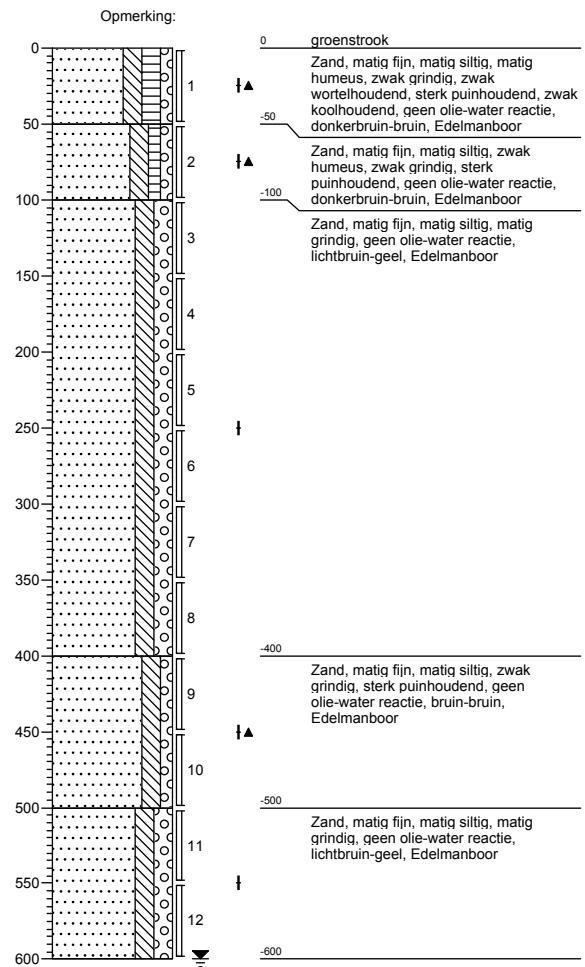 Opmerking:
0
50
100
150
200
250
300
350
400
450
500
550
600
1
2
3
4
5
6
7
8
9
10
11
12
0
groenstrook
Zand, matig fijn, matig siltig, matig
humeus, zwak grindig, zwak
wortelhoudend, sterk puinhoudend, zwak
koolhoudend, geen olie-water reactie,
donkerbruin-bruin, Edelmanboor
-50
Zand, matig fijn, matig siltig, zwak
humeus, zwak grindig, sterk
puinhoudend, geen olie-water reactie,
donkerbruin-bruin, Edelmanboor
-100
Zand, matig fijn, matig siltig, matig
grindig, geen olie-water reactie,
lichtbruin-geel, Edelmanboor
-400
Zand, matig fijn, matig siltig, zwak
grindig, sterk puinhoudend, geen
olie-water reactie, bruin-bruin,
Edelmanboor
-500
Zand, matig fijn, matig siltig, matig
grindig, geen olie-water reactie,
lichtbruin-geel, Edelmanboor
-600